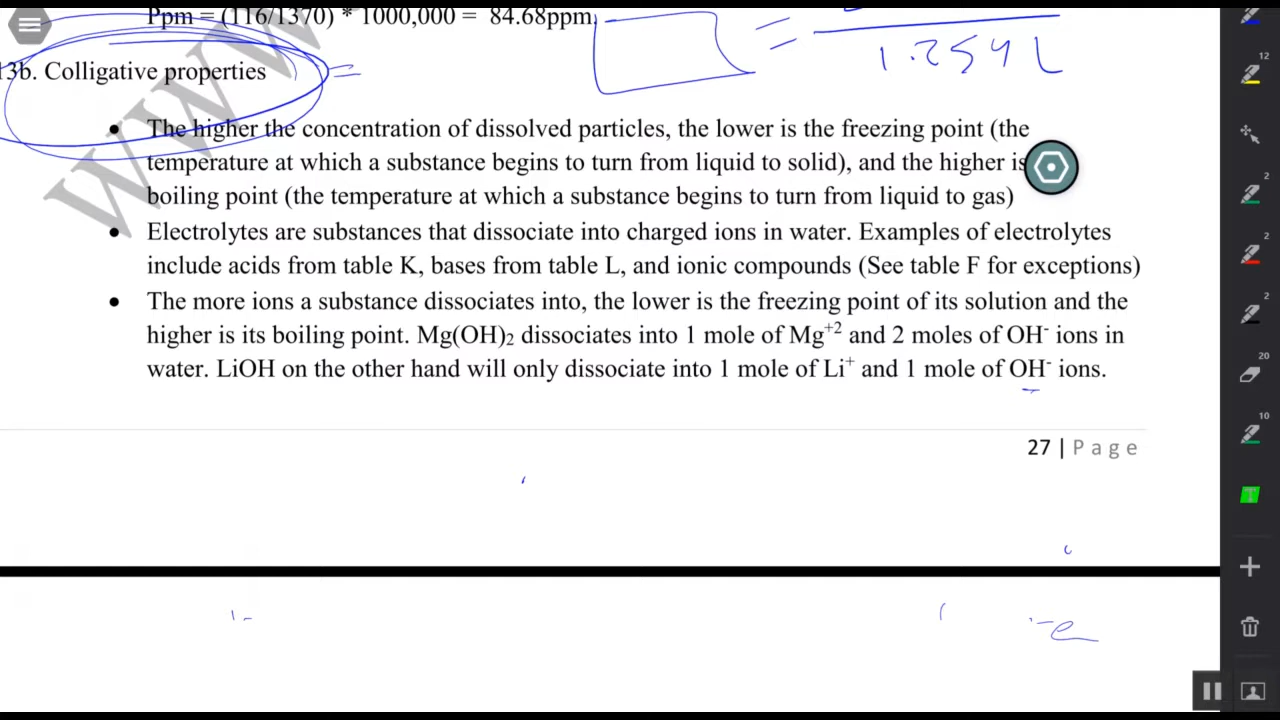 Ppm = (116/1370) * 1000,000 = 84.68ppm.
= 1.254 L
13b. Colligative properties =
• The higher the concentration of dissolved particles, the lower is the freezing point (the
temperature at which a substance begins to turn from liquid to solid), and the higher is
boiling point (the temperature at which a substance begins to turn from liquid to gas)
• Electrolytes are substances that dissociate into charged ions in water. Examples of electrolytes
include acids from table K, bases from table L, and ionic compounds (See table F for exceptions)
• The more ions a substance dissociates into, the lower is the freezing point of its solution and the
higher is its boiling point. Mg(OH)₂ dissociates into 1 mole of Mg⁺² and 2 moles of OH⁻ ions in
water. LiOH on the other hand will only dissociate into 1 mole of Li⁺ and 1 mole of OH⁻ ions.
27 | Page
WWW
12
2
2
2
20
10
T